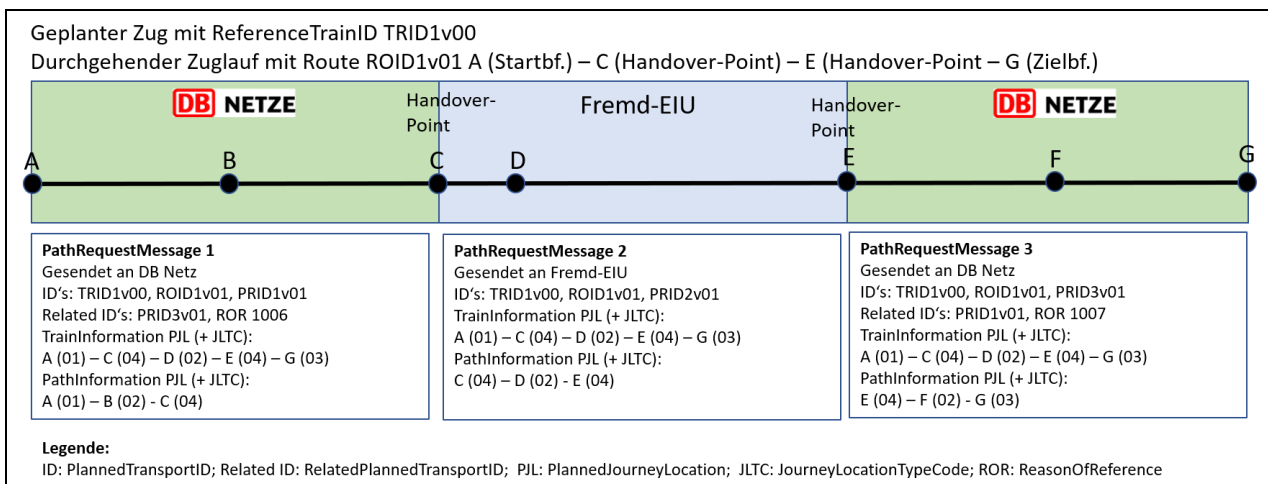 Geplanter Zug mit ReferenceTrainID TRID1v00
Durchgehender Zuglauf mit Route ROID1v01 A (Startbf.) – C (Handover-Point) – E (Handover-Point – G (Zielbf.)
DB NETZE
Handover-
Point
Fremd-EIU
Handover-
Point
DB NETZE
A
B
C
D
E
F
G
PathRequestMessage 1
Gesendet an DB Netz
ID‘s: TRID1v00, ROID1v01, PRID1v01
Related ID‘s: PRID3v01, ROR 1006
TrainInformation PJL (+ JLTC):
A (01) – C (04) – D (02) – E (04) – G (03)
PathInformation PJL (+ JLTC):
A (01) – B (02) - C (04)
PathRequestMessage 2
Gesendet an Fremd-EIU
ID‘s: TRID1v00, ROID1v01, PRID2v01
TrainInformation PJL (+ JLTC):
A (01) – C (04) – D (02) – E (04) – G (03)
PathInformation PJL (+ JLTC):
C (04) – D (02) - E (04)
PathRequestMessage 3
Gesendet an DB Netz
ID‘s: TRID1v00, ROID1v01, PRID3v01
Related ID‘s: PRID1v01, ROR 1007
TrainInformation PJL (+ JLTC):
A (01) – C (04) – D (02) – E (04) – G (03)
PathInformation PJL (+ JLTC):
E (04) – F (02) - G (03)
Legende:
ID: PlannedTransportID; Related ID: RelatedPlannedTransportID; PJL: PlannedJourneyLocation; JLTC: JourneyLocationTypeCode; ROR: ReasonOfReference